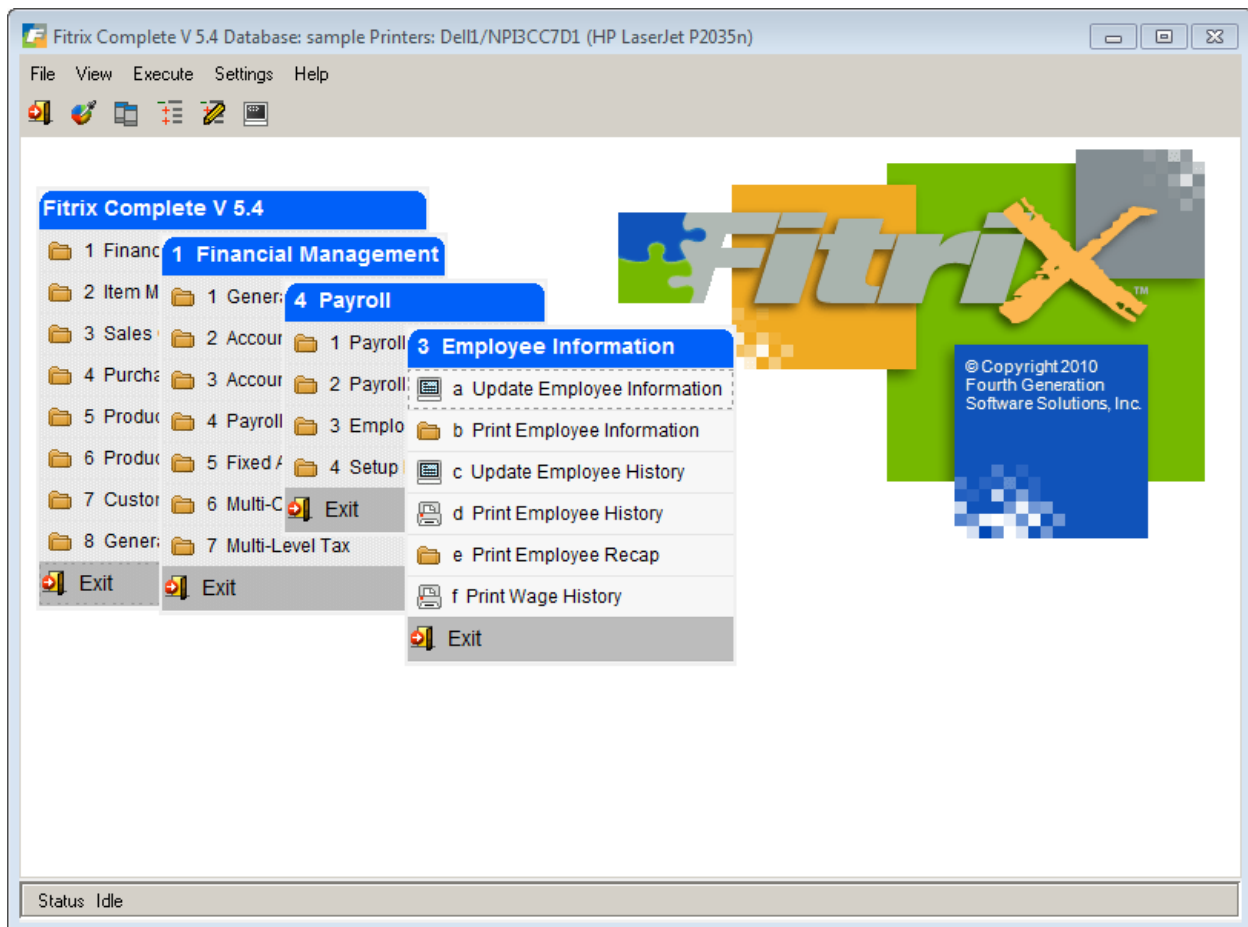 Fitrix Complete V 5.4 Database: sample Printers: Dell1/NPI3CC7D1 (HP LaserJet P2035n)
File View Execute Settings Help
Fitrix Complete V 5.4
1 Financ
2 Item M
3 Sales
4 Purcha
5 Produc
6 Produc
7 Custor
8 Genera
Exit
1 Financial Management
1 Genera
2 Accour
3 Accour
4 Payroll
5 Fixed A
6 Multi-C
7 Multi-Level Tax
Exit
4 Payroll
1 Payroll
2 Payroll
3 Emplo
4 Setup
Exit
3 Employee Information
a Update Employee Information
b Print Employee Information
c Update Employee History
d Print Employee History
e Print Employee Recap
f Print Wage History
Exit
Fitrix
TM
© Copyright 2010
Fourth Generation
Software Solutions, Inc.
Status Idle